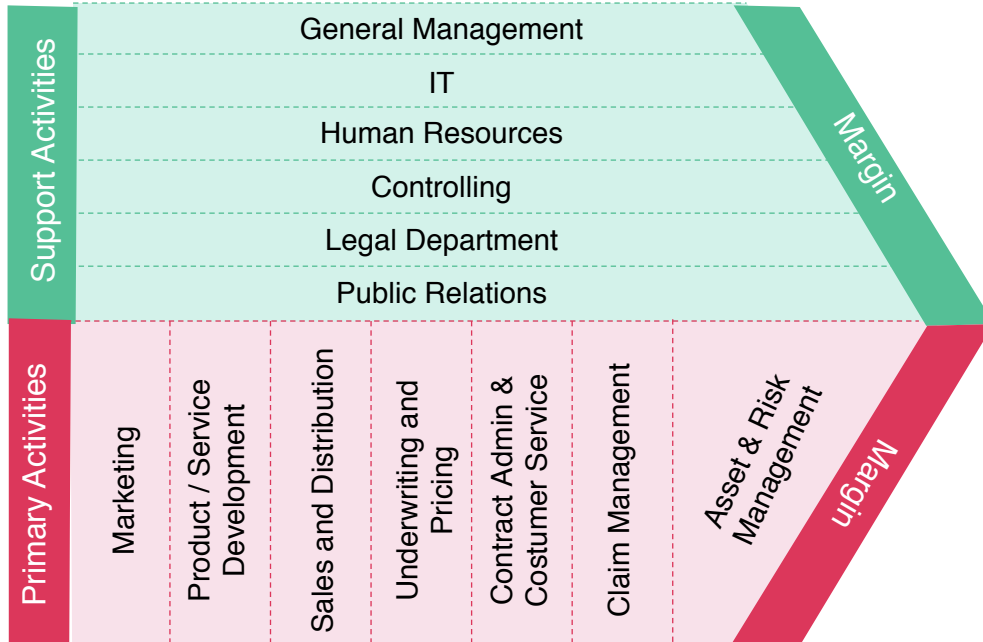 Support Activities
General Management
IT
Human Resources
Controlling
Legal Department
Public Relations
Margin
Primary Activities
Marketing
Product / Service
Development
Sales and Distribution
Underwriting and
Pricing
Contract Admin &
Costumer Service
Claim Management
Asset & Risk
Management
Margin